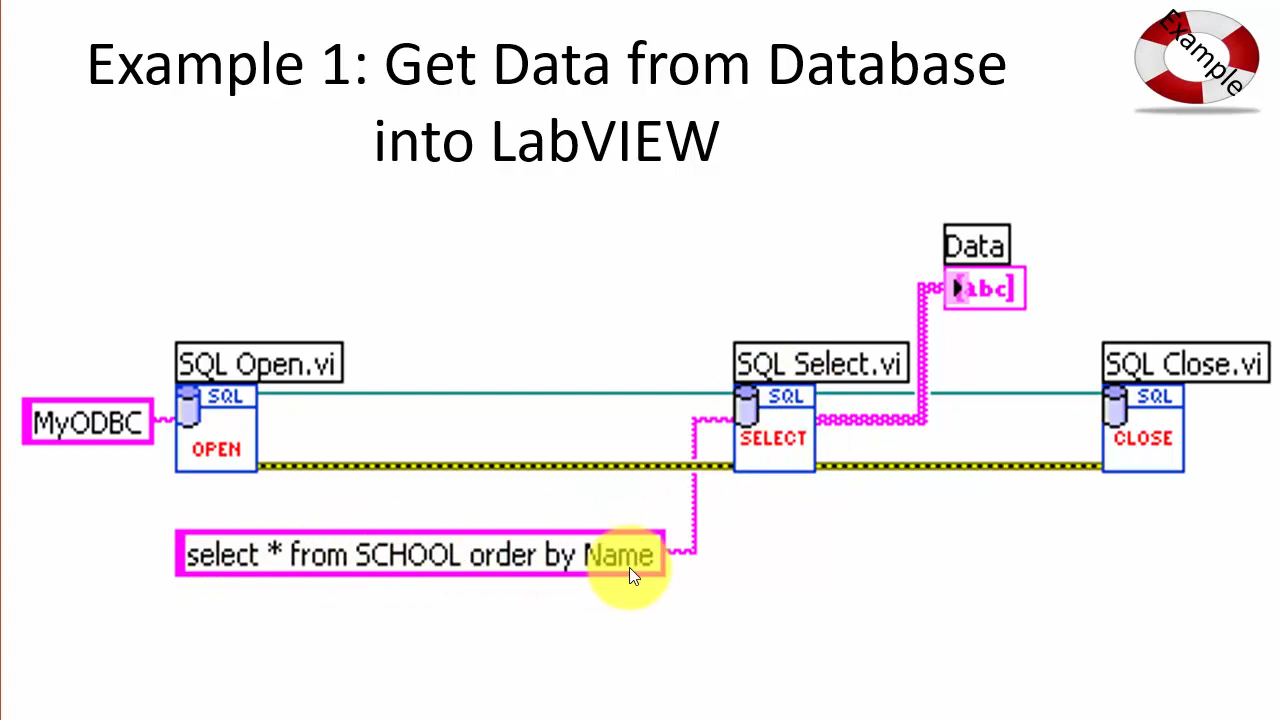 Example 1: Get Data from Database
into LabVIEW
Example
Data
[abc]
SQL Open.vi
SQL Select.vi
SQL Close.vi
SQL
SQL
SQL
MyODBC
OPEN
SELECT
CLOSE
select * from SCHOOL order by Name